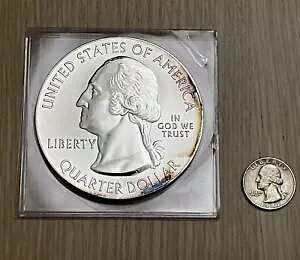 UNITED STATES OF AMERICA
IN
GOD WE
TRUST
LIBERTY
QUARTER DOLLAR